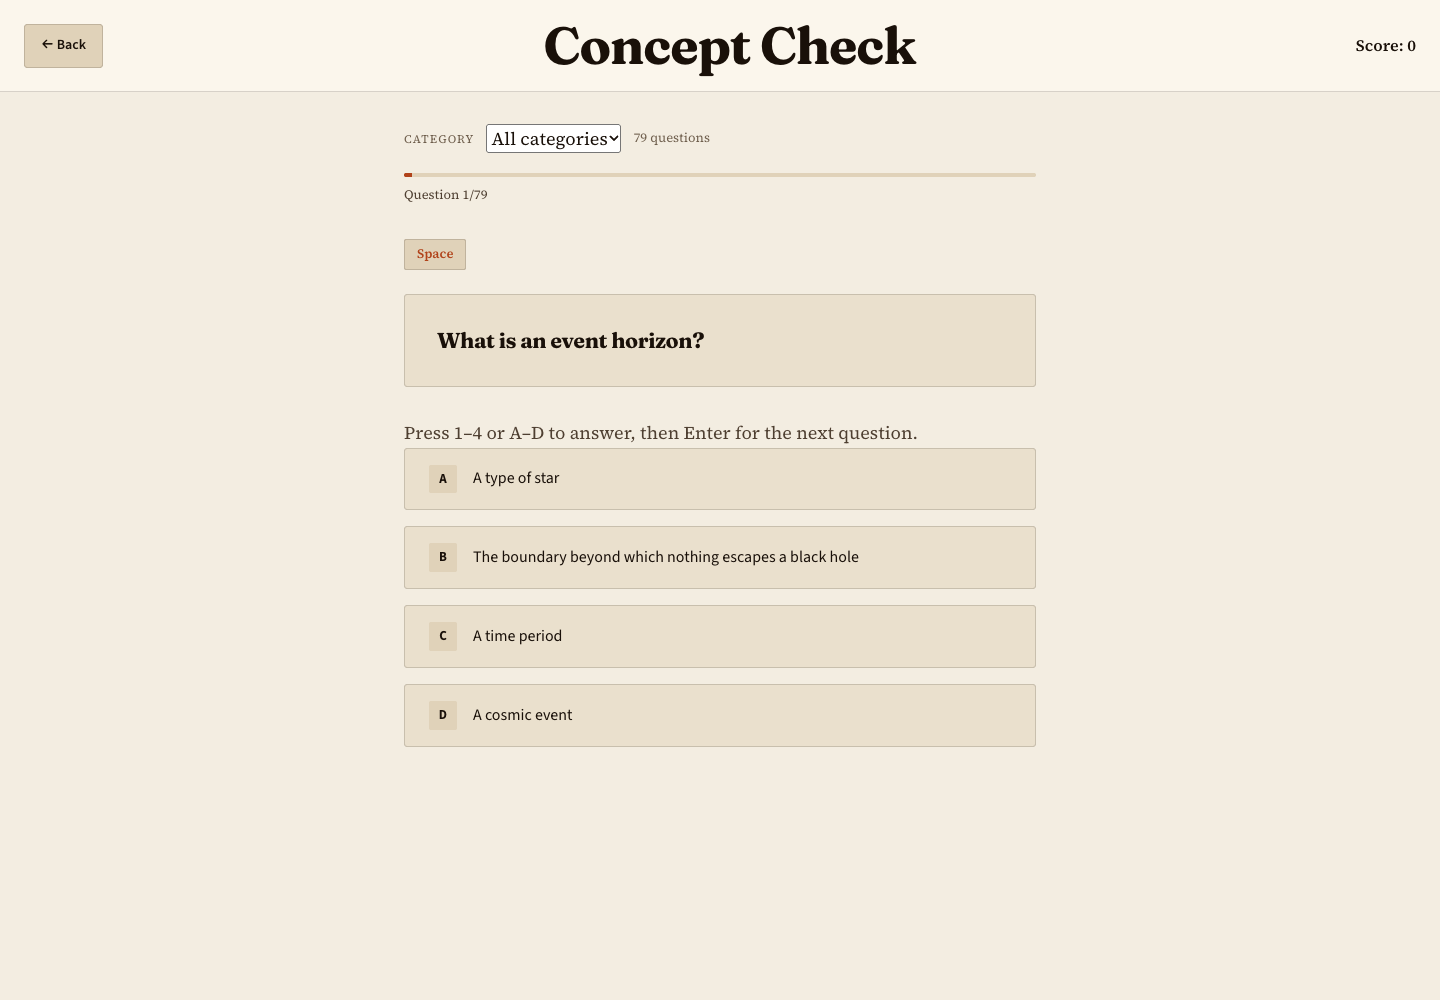 ← Back
Concept Check
Score: 0
CATEGORY All categories 79 questions
Question 1/79
Space
What is an event horizon?
Press 1–4 or A–D to answer, then Enter for the next question.
A A type of star
B The boundary beyond which nothing escapes a black hole
C A time period
D A cosmic event